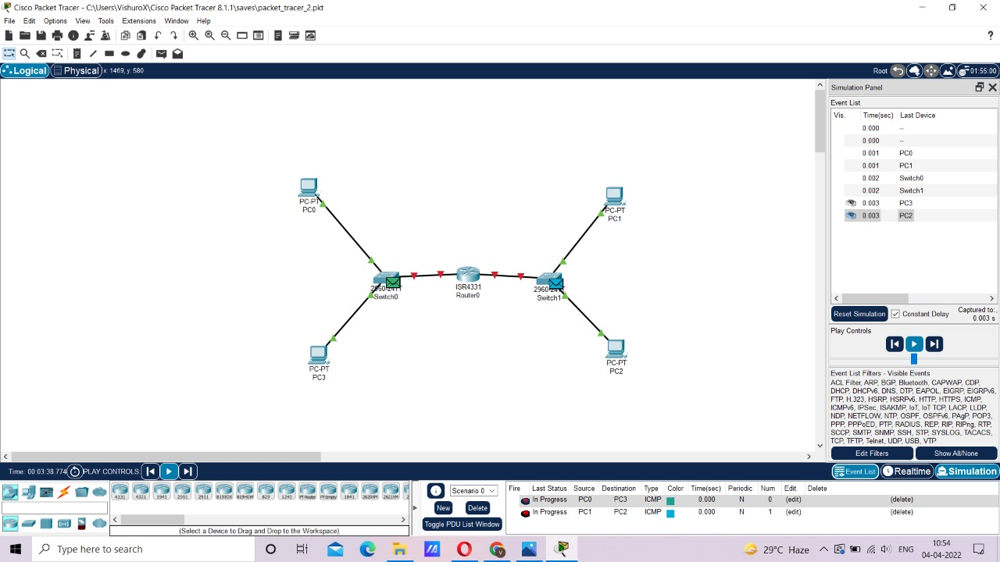 Cisco Packet Tracer - C:\Users\VishuroX\Cisco Packet Tracer 8.1.1\saves\packet_tracer_2.pkt
File Edit Options View Tools Extensions Window Help
?
Logical Physical x: 1469, y: 580 Root 01:55:00
PC-PT
PC0
PC-PT
PC1
2960-24TT
Switch0
ISR4331
Router0
2960-24TT
Switch1
PC-PT
PC3
PC-PT
PC2
Simulation Panel
Event List
Vis. Time(sec) Last Device
0.000 --
0.000 --
0.001 PC0
0.001 PC1
0.002 Switch0
0.002 Switch1
0.003 PC3
0.003 PC2
Reset Simulation Constant Delay Captured to:
0.003 s
Play Controls
Event List Filters - Visible Events
ACL Filter, ARP, BGP, Bluetooth, CAPWAP, CDP,
DHCP, DHCPv6, DNS, DTP, EAPOL, EIGRP, EIGRPv6,
FTP, H.323, HSRP, HSRPv6, HTTP, HTTPS, ICMP,
ICMPv6, IPSec, ISAKMP, IoT, IoT TCP, LACP, LLDP,
NDP, NETFLOW, NTP, OSPF, OSPFv6, PAgP, POP3,
PPP, PPPoED, PTP, RADIUS, REP, RIP, RIPng, RTP,
SCCP, SMTP, SNMP, SSH, STP, SYSLOG, TACACS,
TCP, TFTP, Telnet, UDP, USB, VTP
Edit Filters Show All/None
Time: 00:03:38.774 PLAY CONTROLS: Event List Realtime Simulation
4331 4321 1941 2901 2911 819IOX 819HGW 829 1240 PT-Router PT-Empty 1841 2620XM 2621XM
(Select a Device to Drag and Drop to the Workspace)
Scenario 0
New Delete
Toggle PDU List Window
Fire Last Status Source Destination Type Color Time(sec) Periodic Num Edit Delete
In Progress PC0 PC3 ICMP 0.000 N 0 (edit) (delete)
In Progress PC1 PC2 ICMP 0.000 N 1 (edit) (delete)
Type here to search
29°C Haze ENG
10:54
04-04-2022